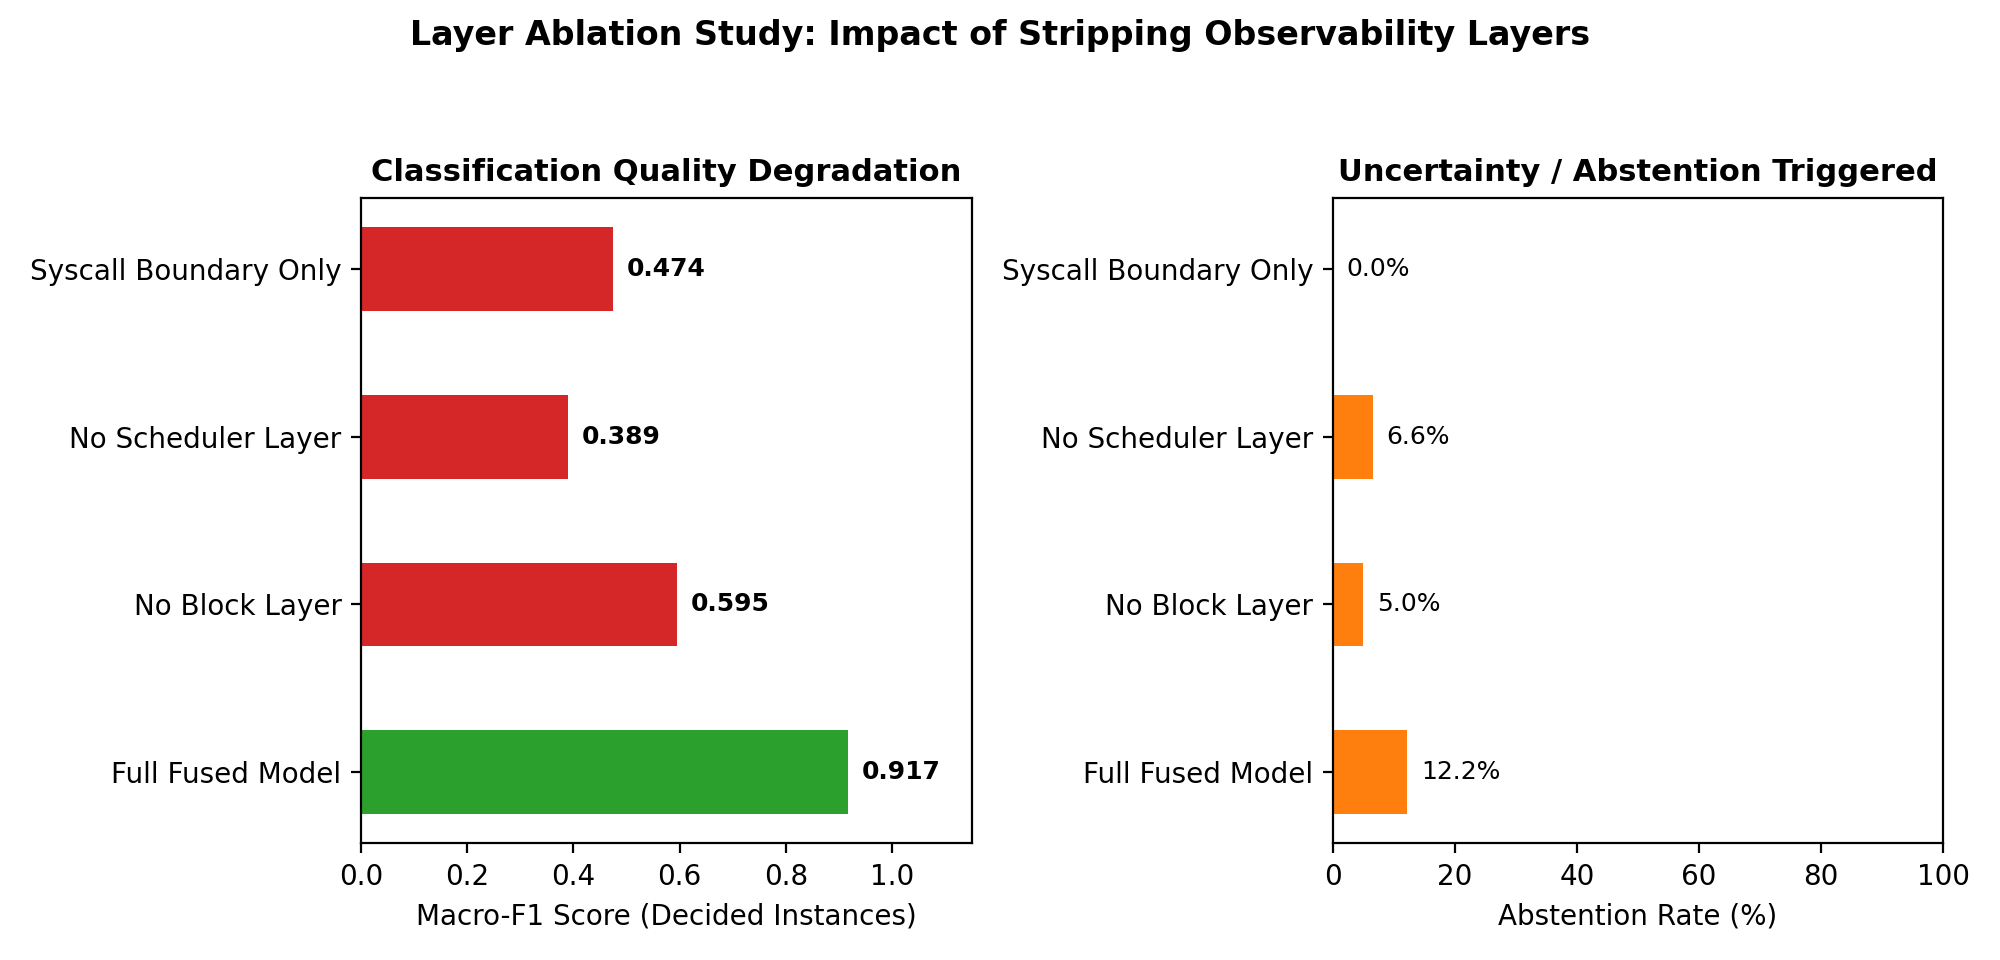 Layer Ablation Study: Impact of Stripping Observability Layers
Classification Quality Degradation
Syscall Boundary Only
0.474
No Scheduler Layer
0.389
No Block Layer
0.595
Full Fused Model
0.917
0.0 0.2 0.4 0.6 0.8 1.0
Macro-F1 Score (Decided Instances)
Uncertainty / Abstention Triggered
Syscall Boundary Only
0.0%
No Scheduler Layer
6.6%
No Block Layer
5.0%
Full Fused Model
12.2%
0 20 40 60 80 100
Abstention Rate (%)